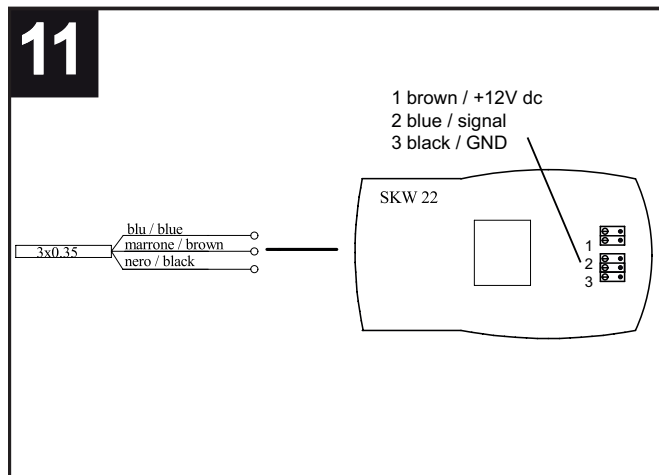 11
1 brown / +12V dc
2 blue / signal
3 black / GND
SKW 22
blu / blue
marrone / brown
nero / black
3x0.35
1
2
3